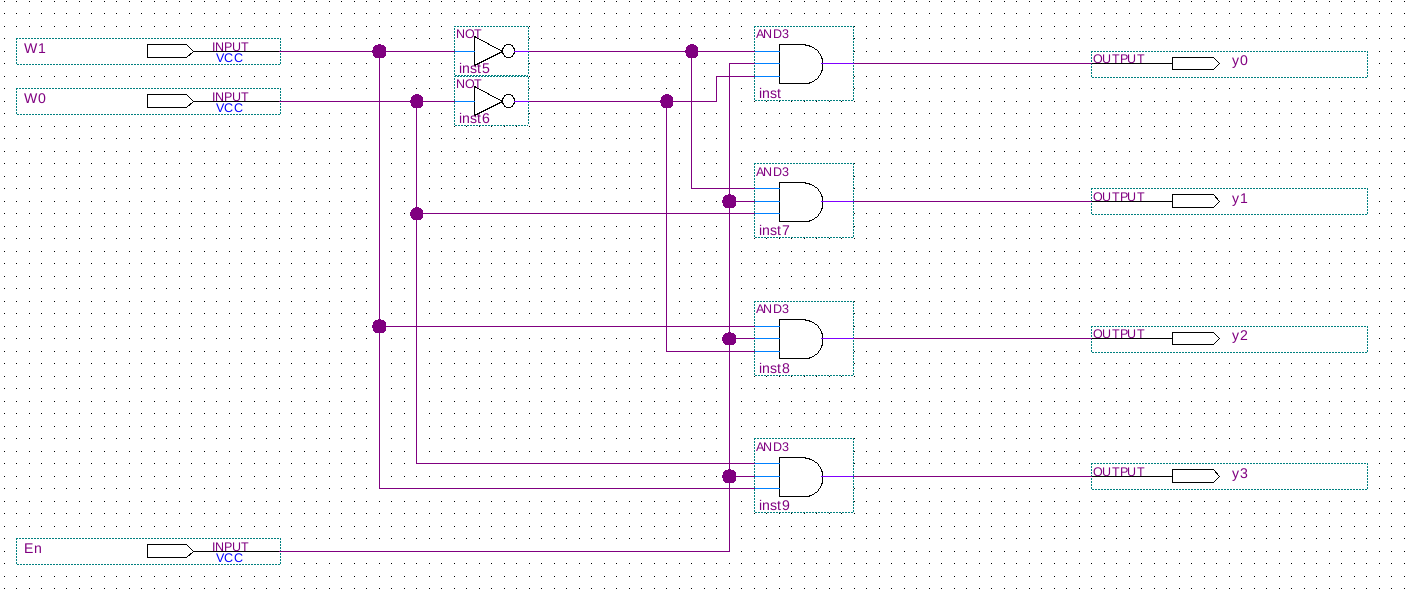 W1 INPUT VCC
NOT
inst5
AND3
inst
OUTPUT y0
W0 INPUT VCC
NOT
inst6
AND3
inst7
OUTPUT y1
AND3
inst8
OUTPUT y2
AND3
inst9
OUTPUT y3
En INPUT VCC